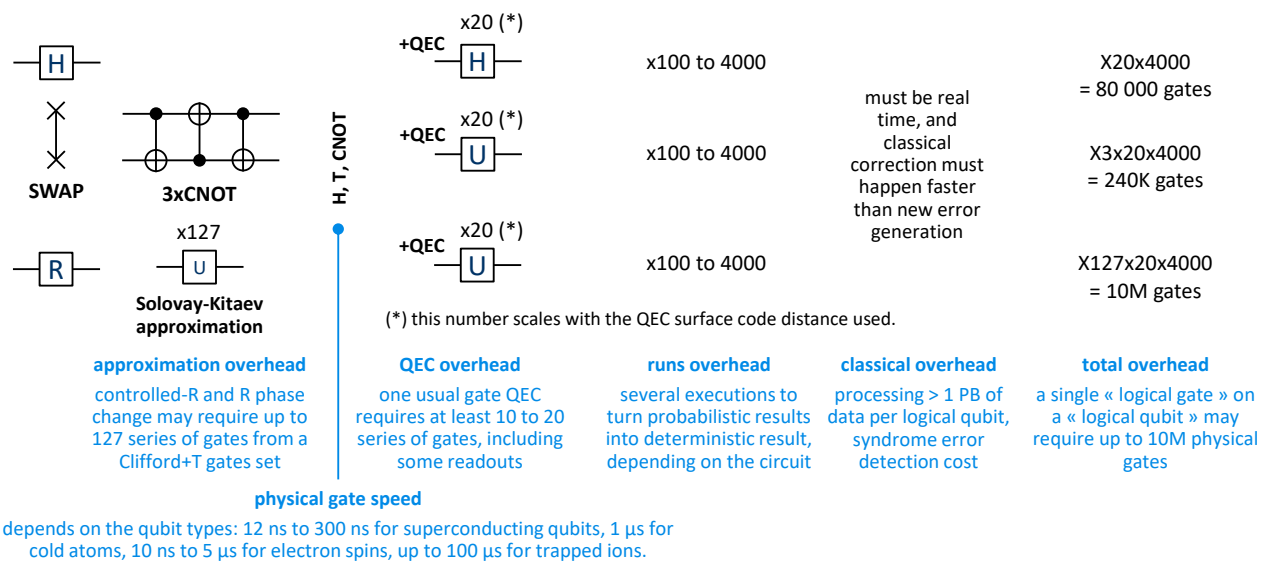 x20 (*)
+QEC
H
H
x100 to 4000
X20x4000
= 80 000 gates
SWAP
3xCNOT
H, T, CNOT
x20 (*)
+QEC
U
x100 to 4000
must be real
time, and
classical
correction must
happen faster
than new error
generation
X3x20x4000
= 240K gates
R
x127
U
Solovay-Kitaev
approximation
x20 (*)
+QEC
U
x100 to 4000
X127x20x4000
= 10M gates
(*) this number scales with the QEC surface code distance used.
approximation overhead
controlled-R and R phase
change may require up to
127 series of gates from a
Clifford+T gates set
QEC overhead
one usual gate QEC
requires at least 10 to 20
series of gates, including
some readouts
runs overhead
several executions to
turn probabilistic results
into deterministic result,
depending on the circuit
classical overhead
processing > 1 PB of
data per logical qubit,
syndrome error
detection cost
total overhead
a single « logical gate » on
a « logical qubit » may
require up to 10M physical
gates
physical gate speed
depends on the qubit types: 12 ns to 300 ns for superconducting qubits, 1 μs for
cold atoms, 10 ns to 5 μs for electron spins, up to 100 μs for trapped ions.